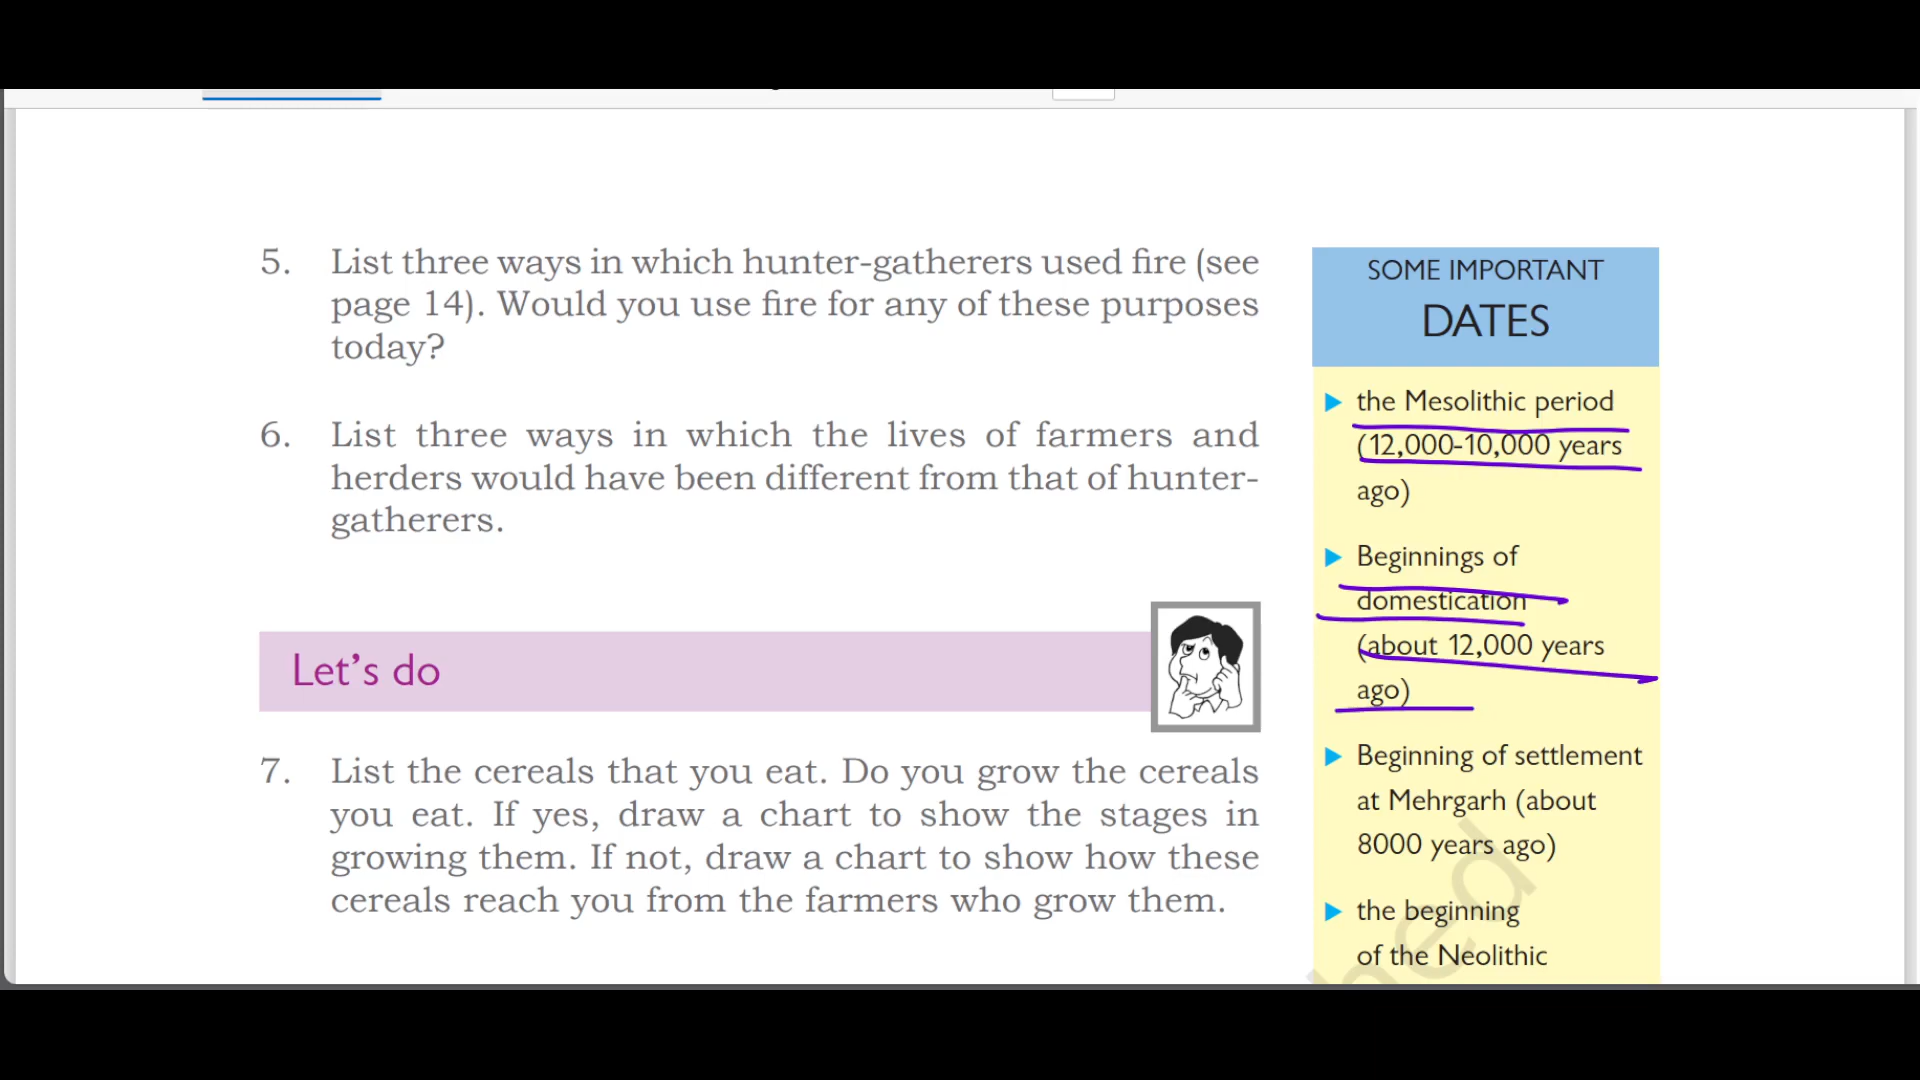 5. List three ways in which hunter-gatherers used fire (see
page 14). Would you use fire for any of these purposes
today?
6. List three ways in which the lives of farmers and
herders would have been different from that of hunter-
gatherers.
Let's do
7. List the cereals that you eat. Do you grow the cereals
you eat. If yes, draw a chart to show the stages in
growing them. If not, draw a chart to show how these
cereals reach you from the farmers who grow them.
SOME IMPORTANT
DATES
▶ the Mesolithic period
(12,000-10,000 years
ago)
▶ Beginnings of
domestication
(about 12,000 years
ago)
▶ Beginning of settlement
at Mehrgarh (about
8000 years ago)
▶ the beginning
of the Neolithic